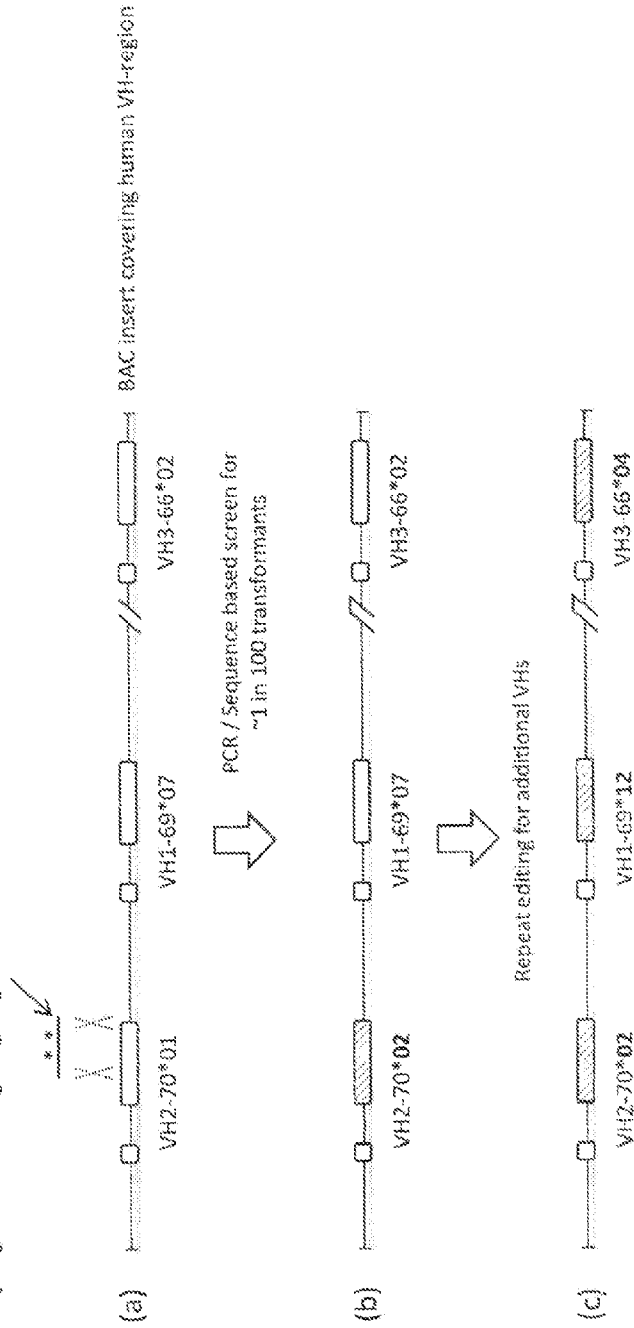 * *
(a)
BAC insert covering human VH-region
VH2-70*01
VH1-69*07
VH3-66*02
PCR / Sequence based screen for
~1 in 100 transformants
(b)
VH2-70*02
VH1-69*07
VH3-66*02
Repeat editing for additional VHs
(c)
VH2-70*02
VH1-69*12
VH3-66*04